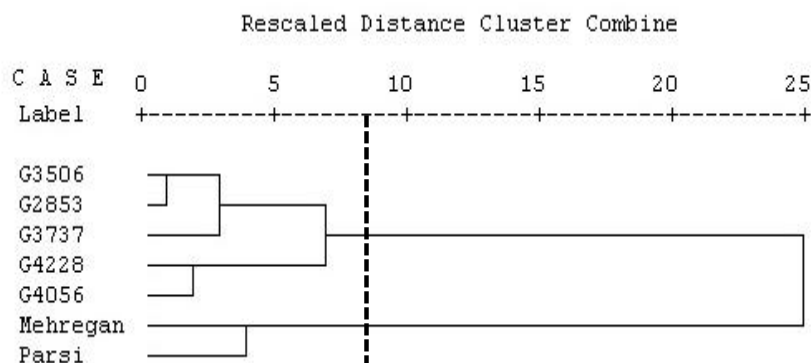 Rescaled Distance Cluster Combine
C A S E 0 5 10 15 20 25
Label +---------+---------+---------+---------+---------+
G3506
G2853
G3737
G4228
G4056
Mehregan
Parsi